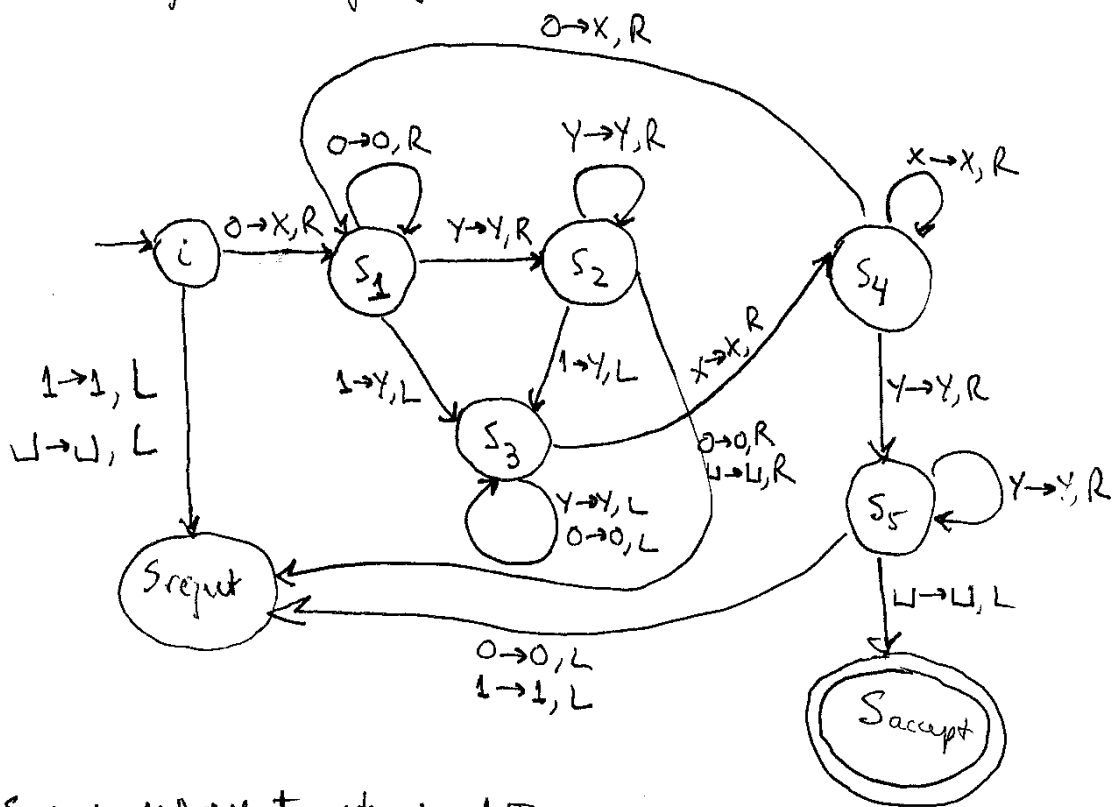 0→X, R
0→0, R
Y→Y, R
X→X, R
i
0→X, R
S1
Y→Y, R
S2
S4
1→1, L
⊔→⊔, L
1→Y, L
1→Y, L
X→X, R
Y→Y, R
S3
0→0, R
⊔→⊔, R
Y→Y, L
0→0, L
S5
Y→Y, R
Sreject
⊔→⊔, L
0→0, L
1→1, L
Saccept